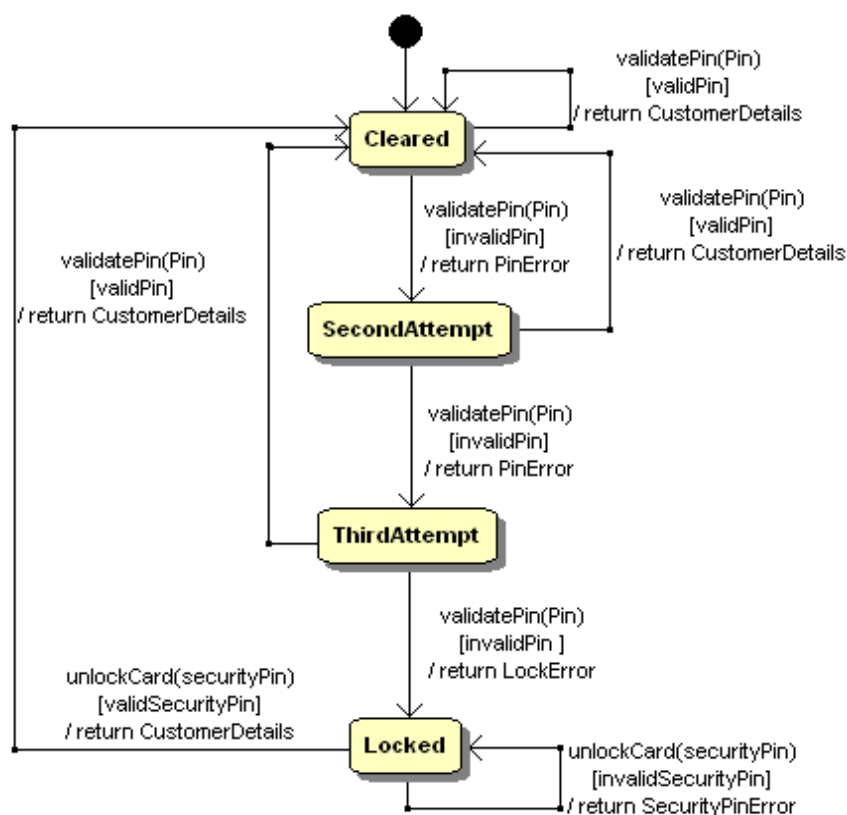 validatePin(Pin)
[validPin]
/ return CustomerDetails
Cleared
validatePin(Pin)
[invalidPin]
/ return PinError
validatePin(Pin)
[validPin]
/ return CustomerDetails
validatePin(Pin)
[validPin]
/ return CustomerDetails
SecondAttempt
validatePin(Pin)
[invalidPin]
/ return PinError
ThirdAttempt
validatePin(Pin)
[invalidPin ]
/ return LockError
unlockCard(securityPin)
[validSecurityPin]
/ return CustomerDetails
Locked
unlockCard(securityPin)
[invalidSecurityPin]
/ return SecurityPinError